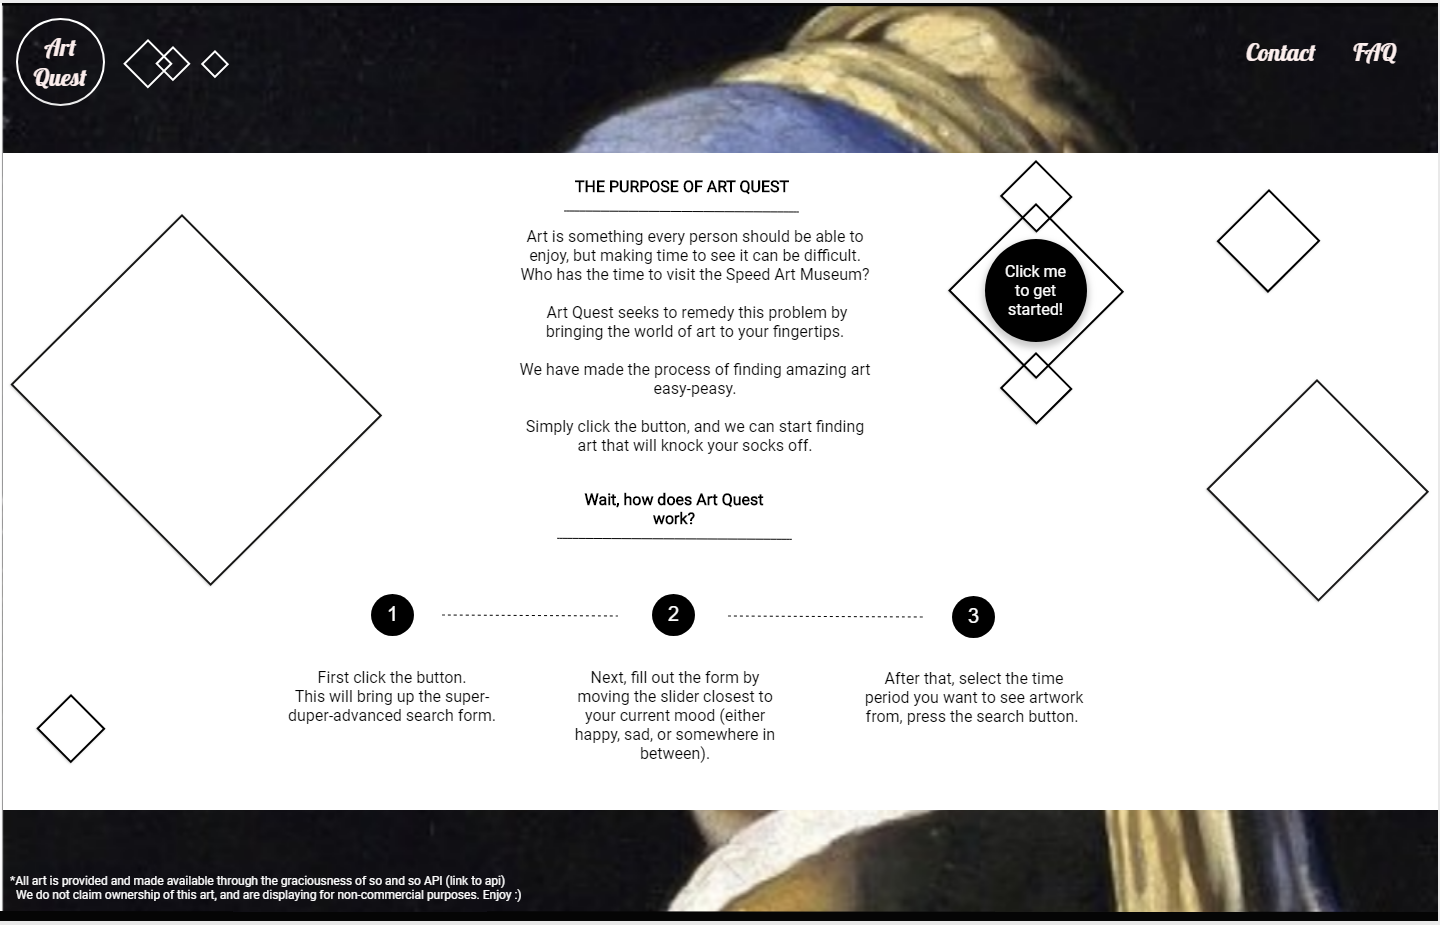 Art
Quest
Contact FAQ
THE PURPOSE OF ART QUEST
Art is something every person should be able to
enjoy, but making time to see it can be difficult.
Who has the time to visit the Speed Art Museum?
Art Quest seeks to remedy this problem by
bringing the world of art to your fingertips.
We have made the process of finding amazing art
easy-peasy.
Simply click the button, and we can start finding
art that will knock your socks off.
Click me
to get
started!
Wait, how does Art Quest
work?
1
First click the button.
This will bring up the super-
duper-advanced search form.
2
Next, fill out the form by
moving the slider closest to
your current mood (either
happy, sad, or somewhere in
between).
3
After that, select the time
period you want to see artwork
from, press the search button.
*All art is provided and made available through the graciousness of so and so API (link to api)
We do not claim ownership of this art, and are displaying for non-commercial purposes. Enjoy :)